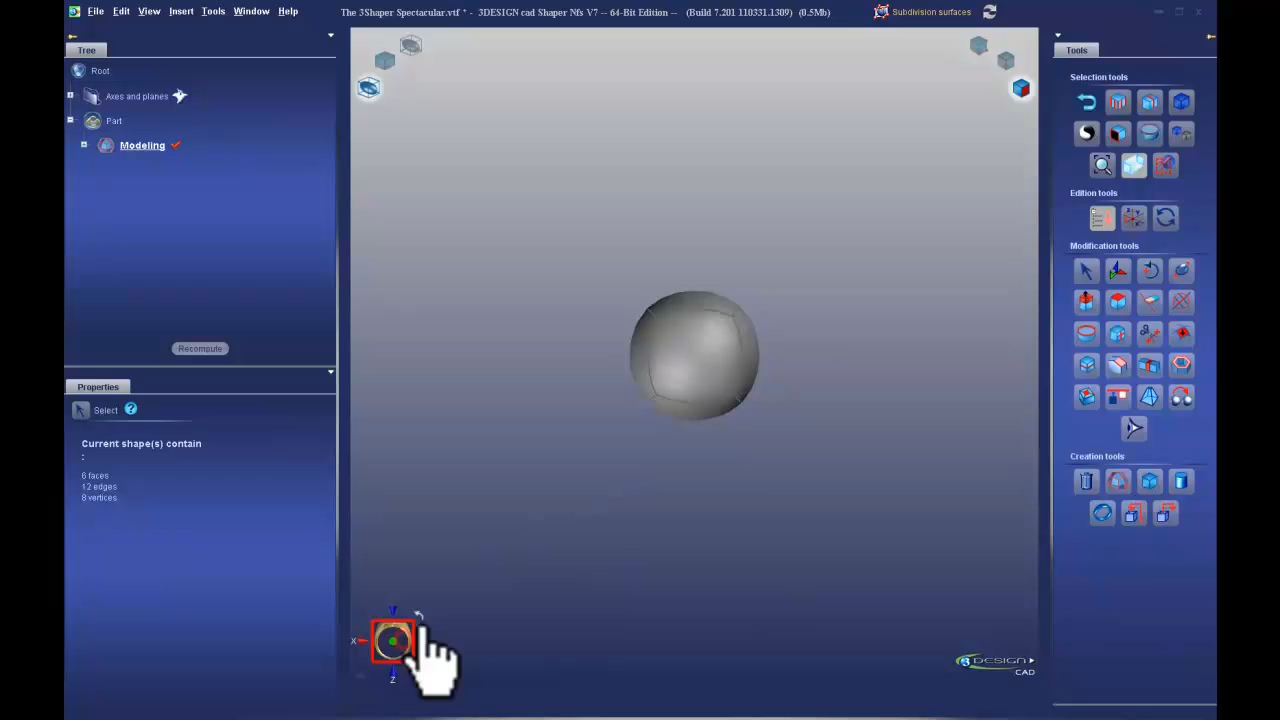 File Edit View Insert Tools Window Help
The 3Shaper Spectacular.vtf * - 3DESIGN cad Shaper Nfs V7 -- 64-Bit Edition -- (Build 7.201 110331.1309) (0.5Mb)
Subdivision surfaces
Tree
Root
Axes and planes
Part
Modeling
Recompute
Properties
Select
Current shape(s) contain
:
6 faces
12 edges
8 vertices
X
Z
3DESIGN
CAD
Tools
Selection tools
Edition tools
Modification tools
Creation tools